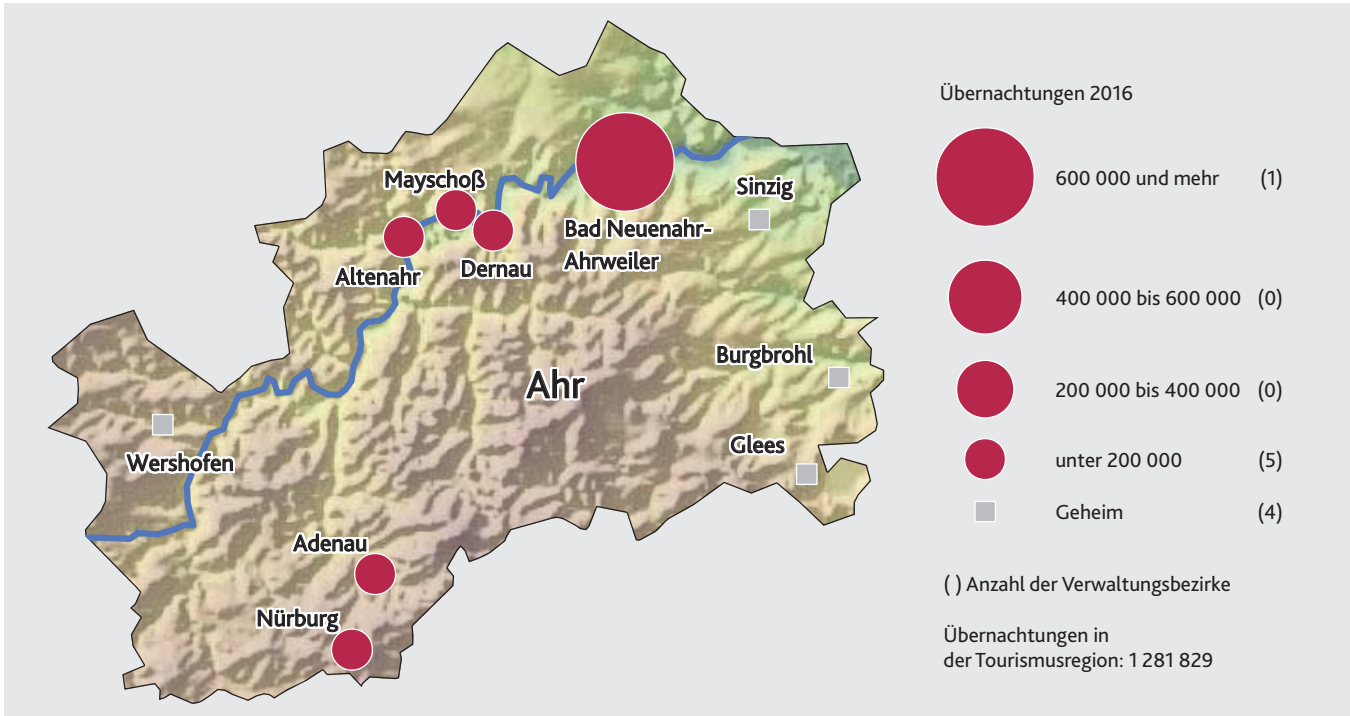 Mayschoß
Altenahr
Dernau
Bad Neuenahr-
Ahrweiler
Sinzig
Burgbrohl
Ahr
Glees
Wershofen
Adenau
Nürburg
Übernachtungen 2016
600 000 und mehr (1)
400 000 bis 600 000 (0)
200 000 bis 400 000 (0)
unter 200 000 (5)
Geheim (4)
( ) Anzahl der Verwaltungsbezirke
Übernachtungen in
der Tourismusregion: 1 281 829